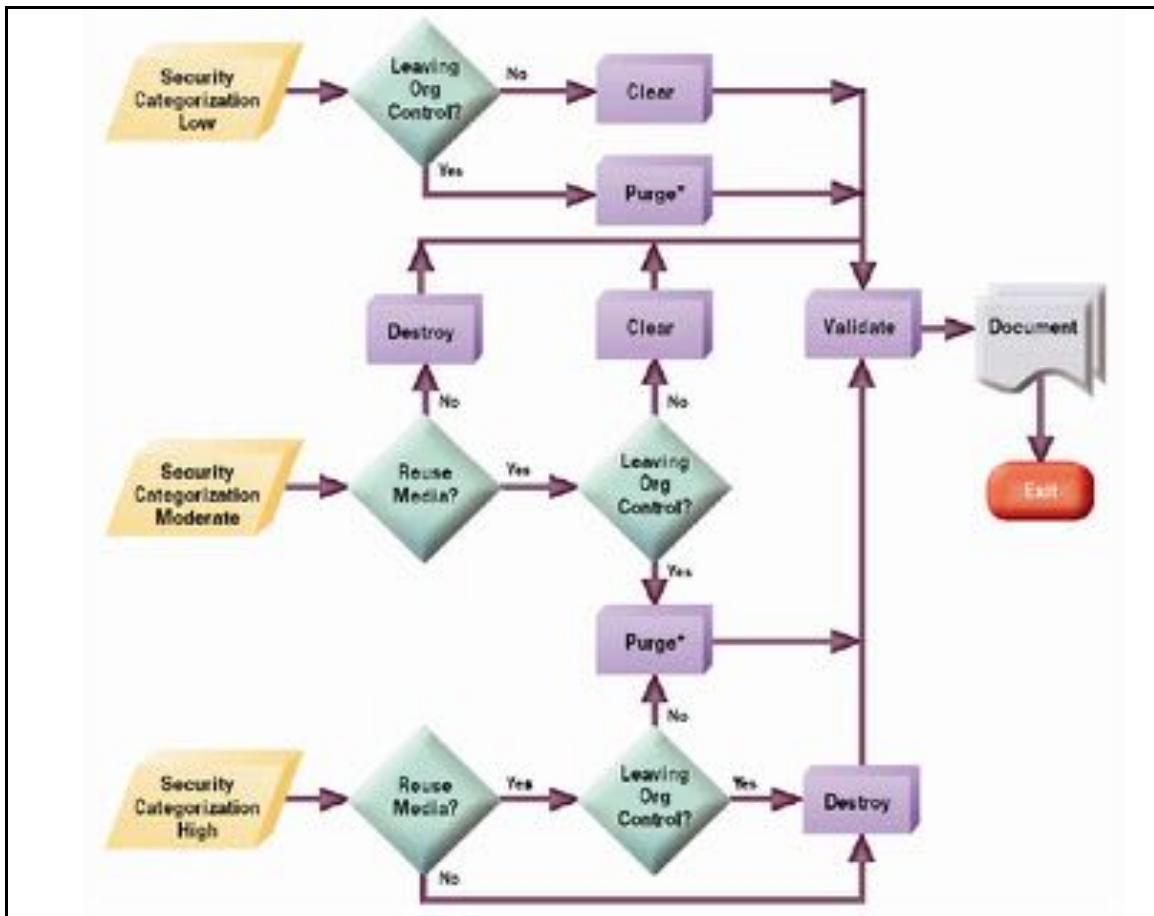 Security
Categorization
Low
Leaving
Org
Control?
No
Clear
Yes
Purge*
Destroy
Clear
Validate
Document
No
No
Security
Categorization
Moderate
Reuse
Media?
Yes
Leaving
Org
Control?
Exit
Yes
Purge*
No
Security
Categorization
High
Reuse
Media?
Yes
Leaving
Org
Control?
Yes
Destroy
No